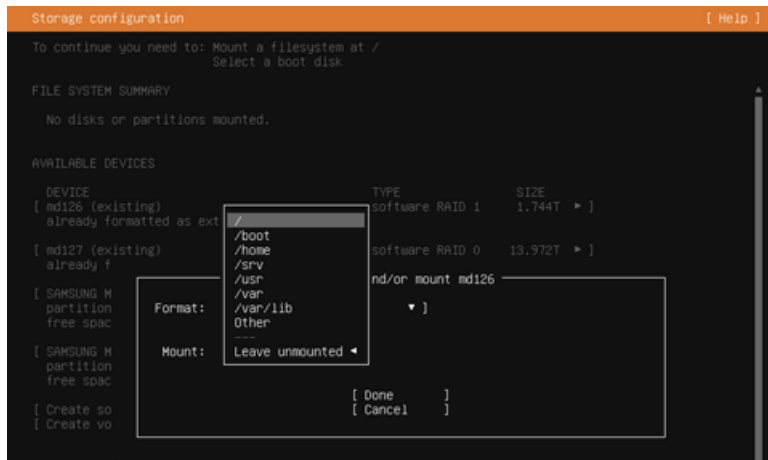 Storage configuration [ Help ]
To continue you need to: Mount a filesystem at /
Select a boot disk
FILE SYSTEM SUMMARY
No disks or partitions mounted.
AVAILABLE DEVICES
DEVICE TYPE SIZE
[ md126 (existing) software RAID 1 1.744T ► ]
already formatted as ext
[ md127 (existing) software RAID 0 13.972T ► ]
already f
[ SAMSUNG M
partition
free spac
[ SAMSUNG M
partition
free spac
[ Create so
[ Create vo
nd/or mount md126
Format: ▼ ]
Mount:
/
/boot
/home
/srv
/usr
/var
/var/lib
Other
---
Leave unmounted ◄
[ Done ]
[ Cancel ]